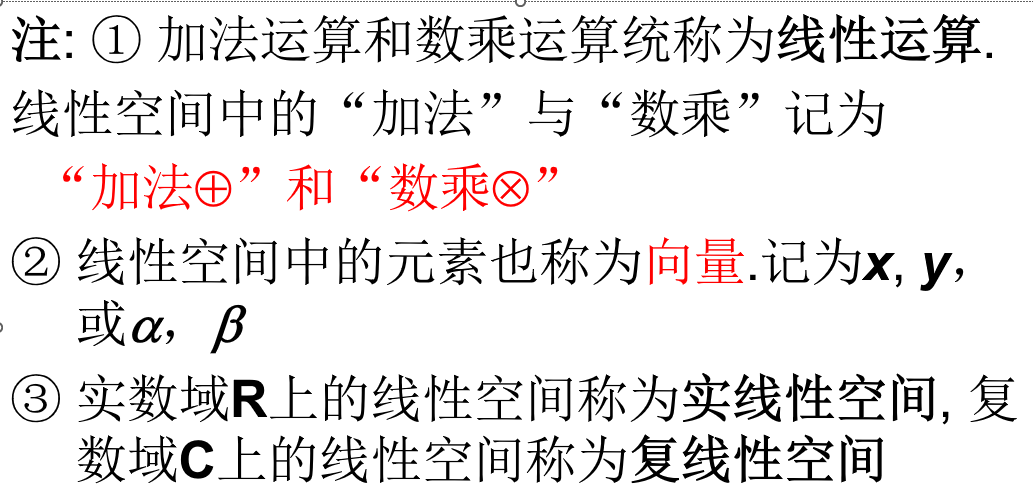 注: ① 加法运算和数乘运算统称为线性运算.
线性空间中的“加法”与“数乘”记为
“加法⊕”和“数乘⊗”
② 线性空间中的元素也称为向量.记为x, y，
或α，β
③ 实数域R上的线性空间称为实线性空间, 复
数域C上的线性空间称为复线性空间